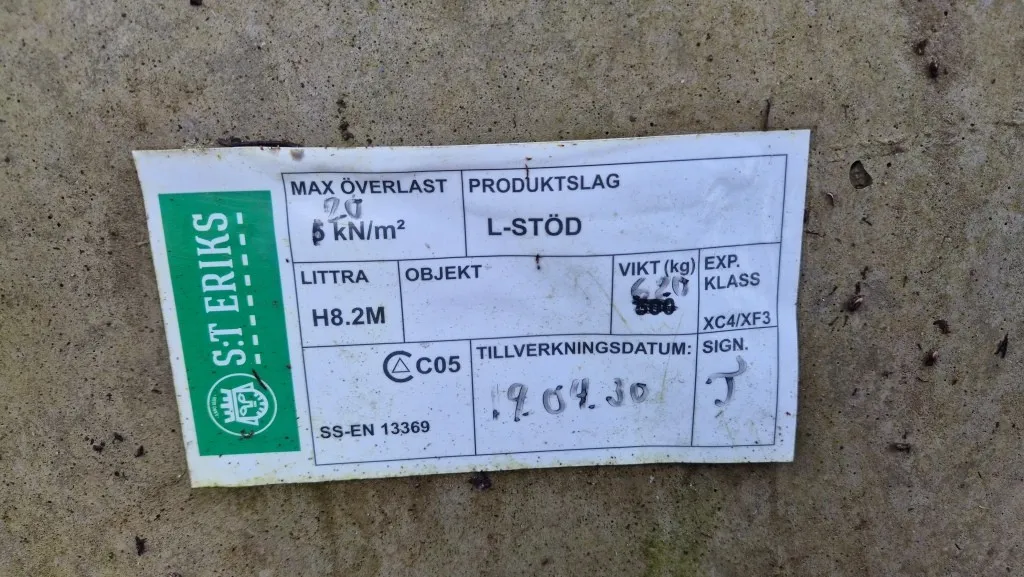 S:T ERIKS
MAX ÖVERLAST
20
5 kN/m²
PRODUKTSLAG
L-STÖD
LITTRA
H8.2M
OBJEKT
VIKT (kg)
620
EXP.
KLASS
XC4/XF3
C05
SS-EN 13369
TILLVERKNINGSDATUM:
19.04.30
SIGN.
J